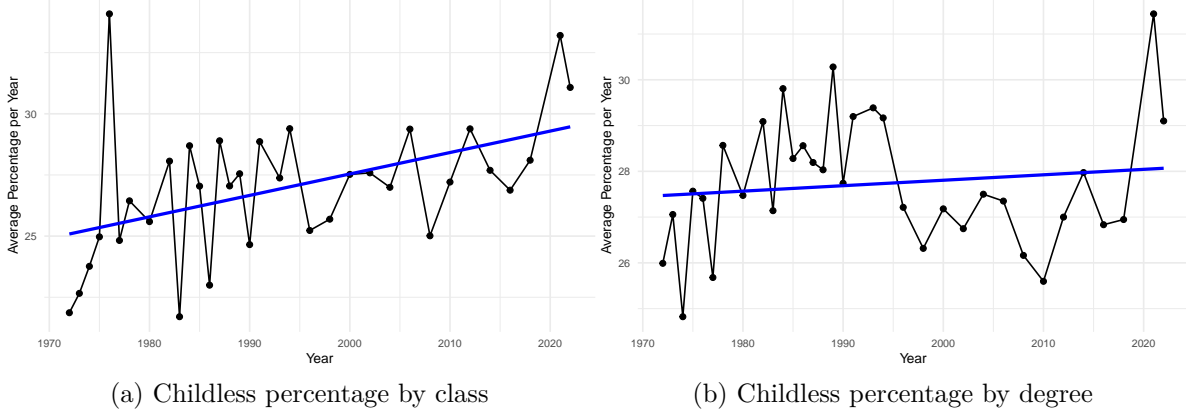 Average Percentage per Year
30
25
1970 1980 1990 2000 2010 2020
Year
(a) Childless percentage by class
Average Percentage per Year
30
28
26
1970 1980 1990 2000 2010 2020
Year
(b) Childless percentage by degree